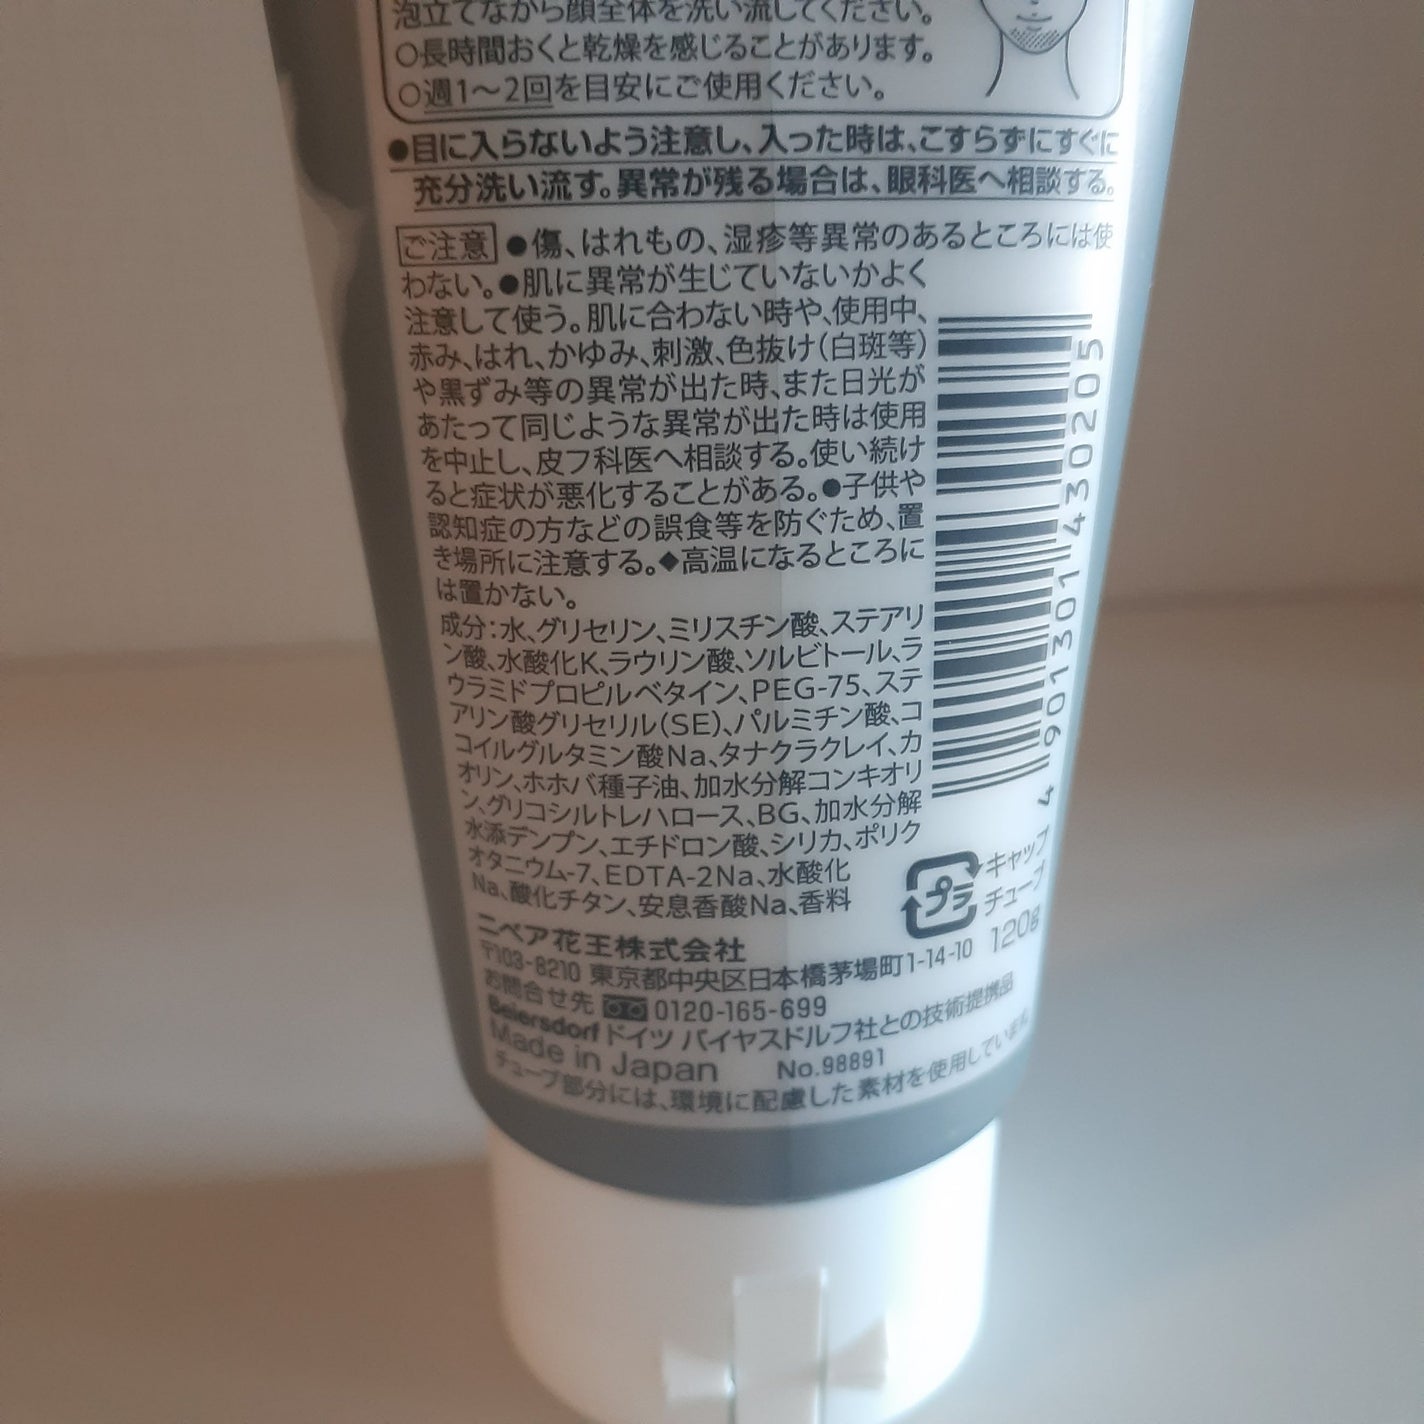 泡立てながら顔全体を洗い流してください。
○長時間おくと乾燥を感じることがあります。
○週1〜2回を目安にご使用ください。
●目に入らないよう注意し、入った時は、こすらずにすぐに
充分洗い流す。異常が残る場合は、眼科医へ相談する。
ご注意 ●傷、はれもの、湿疹等異常のあるところには使
わない。●肌に異常が生じていないかよく
注意して使う。肌に合わない時や、使用中、
赤み、はれ、かゆみ、刺激、色抜け(白斑等)
や黒ずみ等の異常が出た時、また日光が
あたって同じような異常が出た時は使用
を中止し、皮フ科医へ相談する。使い続け
ると症状が悪化することがある。●子供や
認知症の方などの誤食等を防ぐため、置
き場所に注意する。◆高温になるところに
は置かない。
成分:水、グリセリン、ミリスチン酸、ステアリ
ン酸、水酸化K、ラウリン酸、ソルビトール、ラ
ウラミドプロピルベタイン、PEG-75、ステ
アリン酸グリセリル(SE)、パルミチン酸、コ
コイルグルタミン酸Na、タナクラクレイ、カ
オリン、ホホバ種子油、加水分解コンキオリ
ン、グリコシルトレハロース、BG、加水分解
水添デンプン、エチドロン酸、シリカ、ポリク
オタニウム-7、EDTA-2Na、水酸化
Na、酸化チタン、安息香酸Na、香料
4 901301 430205
プラ
キャップ
チューブ
120g
ニベア花王株式会社
〒103-8210 東京都中央区日本橋茅場町1-14-10
お問合せ先 0120-165-699
Beiersdorf ドイツ バイヤスドルフ社との技術提携品
Made in Japan No.98891
チューブ部分には、環境に配慮した素材を使用しています。